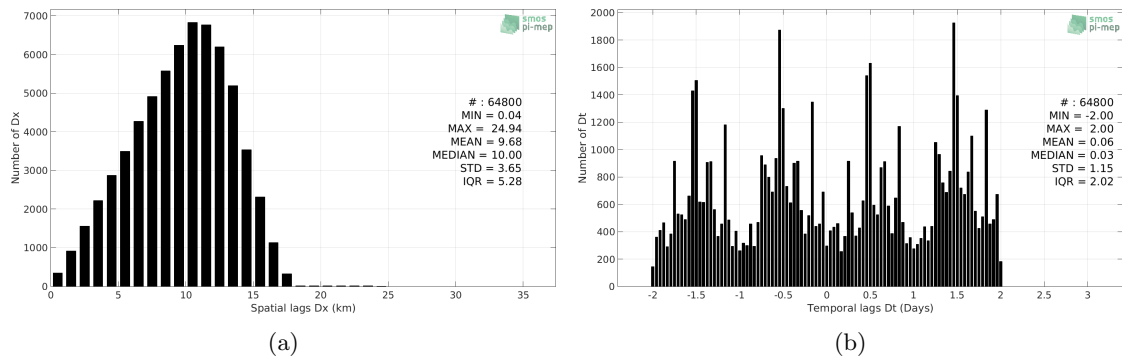 7000
6000
5000
4000
3000
2000
1000
0
Number of Dx
0 5 10 15 20 25 30 35
Spatial lags Dx (km)
smos
pi-mep
# : 64800
MIN = 0.04
MAX = 24.94
MEAN = 9.68
MEDIAN = 10.00
STD = 3.65
IQR = 5.28
(a)
2000
1800
1600
1400
1200
1000
800
600
400
200
0
Number of Dt
-2 -1.5 -1 -0.5 0 0.5 1 1.5 2 2.5 3
Temporal lags Dt (Days)
smos
pi-mep
# : 64800
MIN = -2.00
MAX = 2.00
MEAN = 0.06
MEDIAN = 0.03
STD = 1.15
IQR = 2.02
(b)